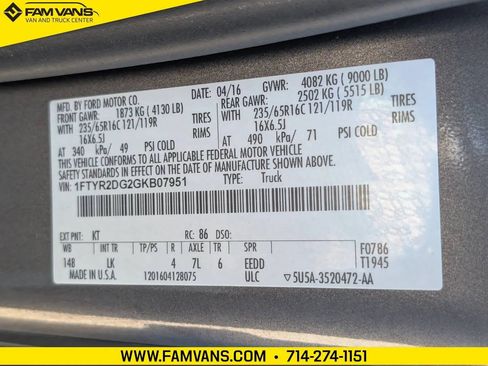 FAMVANS
VAN AND TRUCK CENTER
MFD. BY FORD MOTOR CO. 04/16 GVWR: 4082 KG ( 9000 LB)
FRONT GAWR: 1873 KG ( 4130 LB) REAR GAWR: 2502 KG ( 5515 LB)
WITH 235/65R16C 121/119R TIRES WITH 235/65R16C 121/119R TIRES
16X6.5J RIMS 16X6.5J RIMS
AT 340 kPa/ 49 PSI COLD AT 490 kPa/ 71 PSI COLD
THIS VEHICLE CONFORMS TO ALL APPLICABLE FEDERAL MOTOR VEHICLE
SAFETY STANDARDS IN EFFECT ON THE DATE OF MANUFACTURE SHOWN ABOVE.
VIN: 1FTYR2DG2GKB07951 TYPE: Truck
EXT PNT: KT RC: 86 DSO:
WB INT TR TP/PS R AXLE TR SPR F0786
14B LK 4 7L 6 EEDD T1945
MADE IN U.S.A. 1201604128075 ULC 5U5A-3520472-AA
WWW.FAMVANS.COM • 714-274-1151